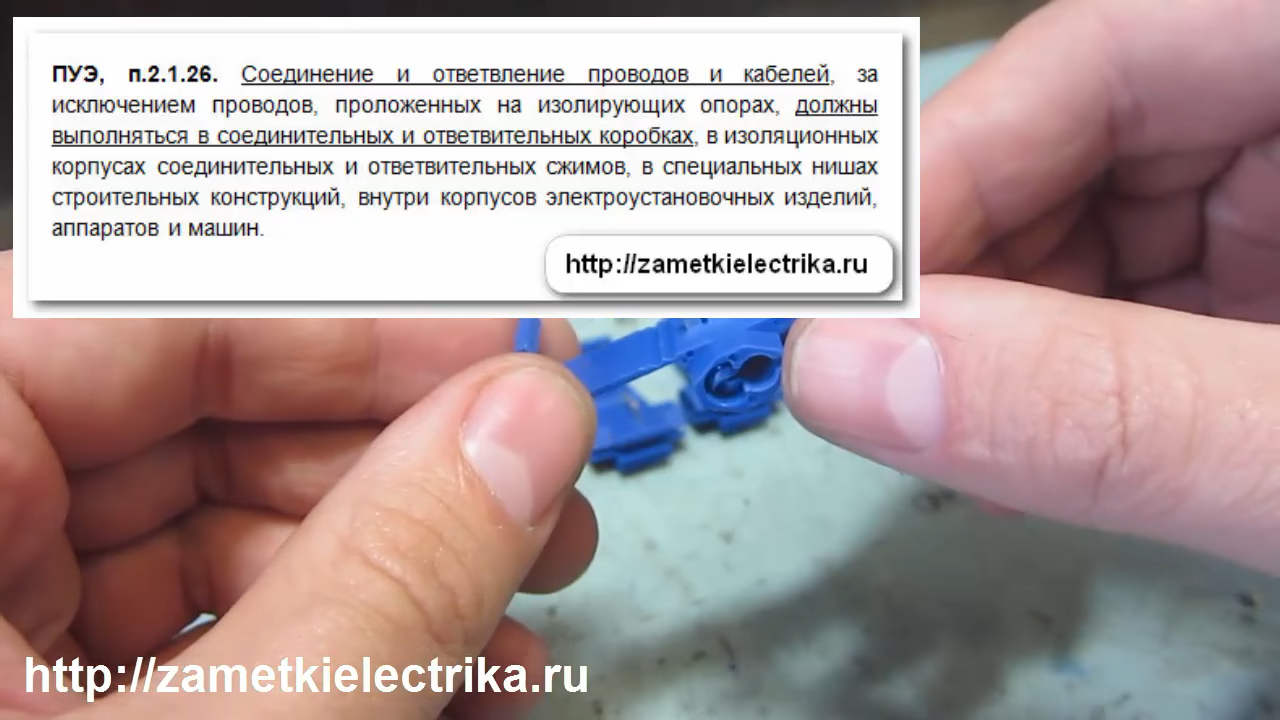 ПУЭ, п.2.1.26. Соединение и ответвление проводов и кабелей, за
исключением проводов, проложенных на изолирующих опорах, должны
выполняться в соединительных и ответвительных коробках, в изоляционных
корпусах соединительных и ответвительных сжимов, в специальных нишах
строительных конструкций, внутри корпусов электроустановочных изделий,
аппаратов и машин.
http://zametkielectrika.ru
http://zametkielectrika.ru